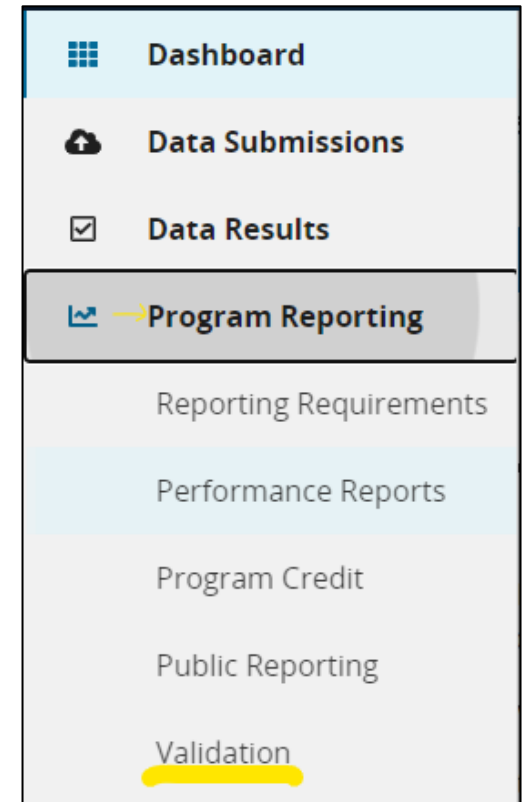 Dashboard
Data Submissions
Data Results
Program Reporting
Reporting Requirements
Performance Reports
Program Credit
Public Reporting
Validation